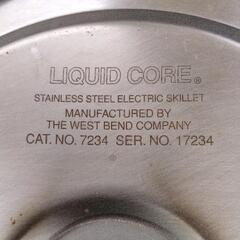 LIQUID CORE®
STAINLESS STEEL ELECTRIC SKILLET
MANUFACTURED BY
THE WEST BEND COMPANY
CAT. NO. 7234 SER. NO. 17234